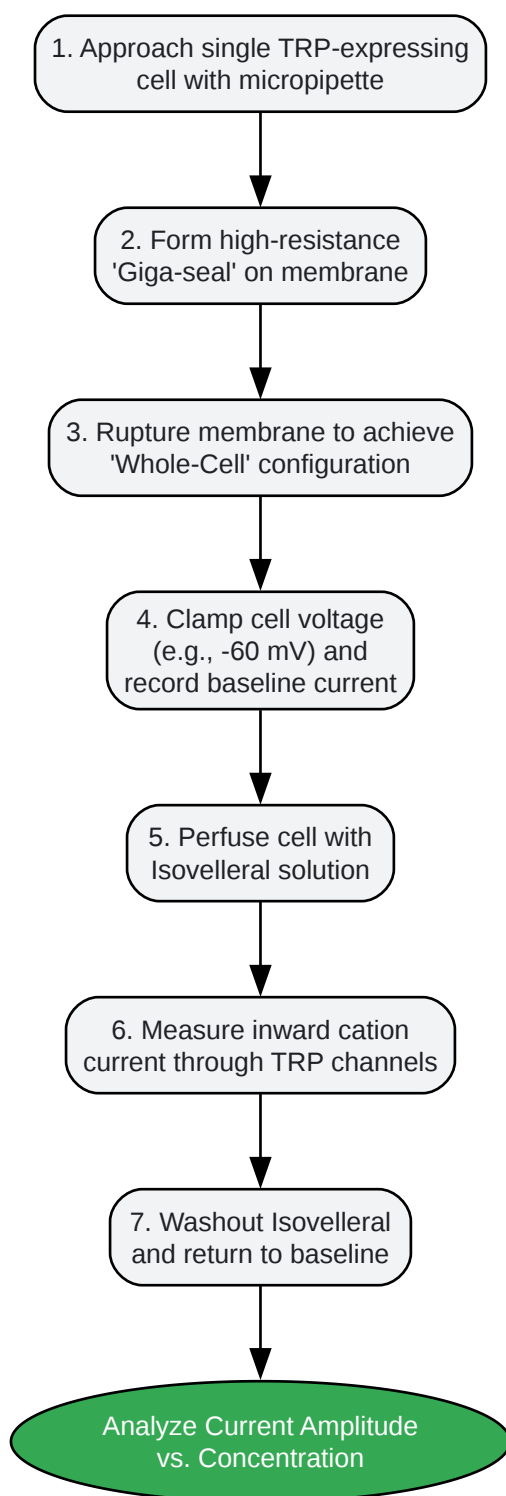 1. Approach single TRP-expressing
cell with micropipette
2. Form high-resistance
'Giga-seal' on membrane
3. Rupture membrane to achieve
'Whole-Cell' configuration
4. Clamp cell voltage
(e.g., -60 mV) and
record baseline current
5. Perfuse cell with
Isovelleral solution
6. Measure inward cation
current through TRP channels
7. Washout Isovelleral
and return to baseline
Analyze Current Amplitude
vs. Concentration